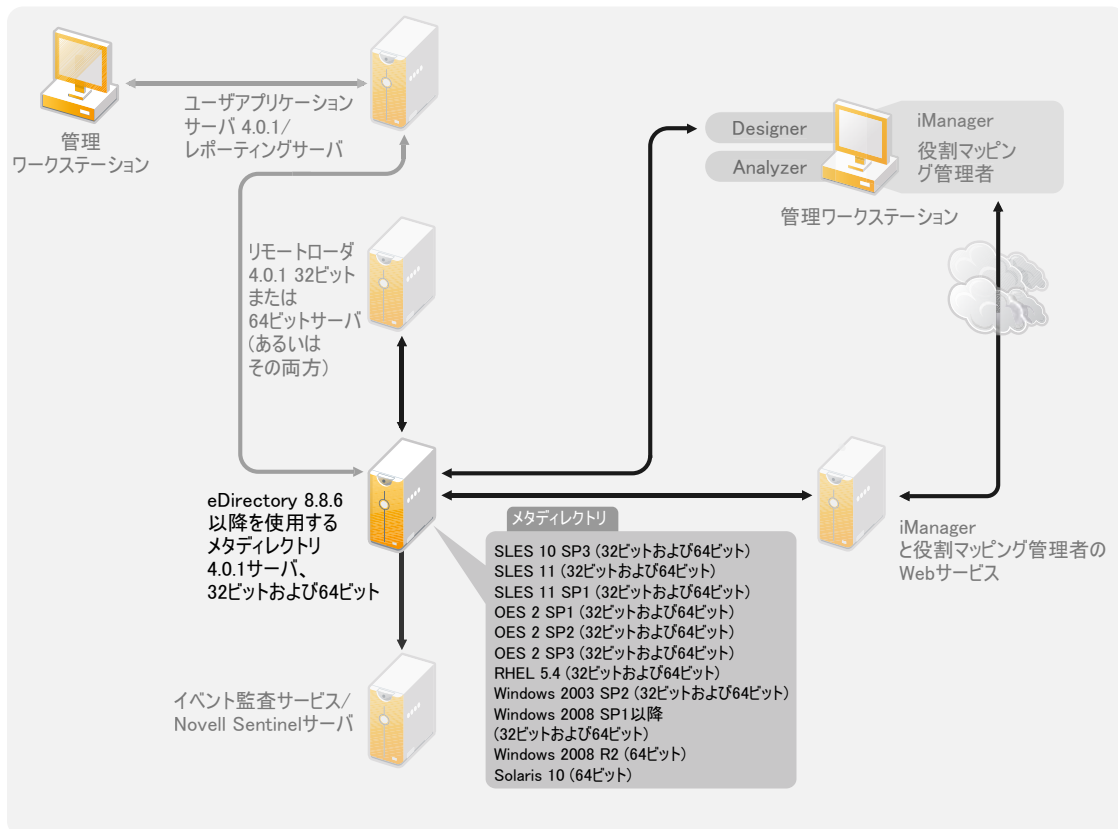 管理
ワークステーション
ユーザアプリケーション
サーバ 4.0.1/
レポーティングサーバ
Designer
Analyzer
iManager
役割マッピン
グ管理者
管理ワークステーション
リモートローダ
4.0.1 32ビット
または
64ビットサーバ
(あるいは
その両方)
eDirectory 8.8.6
以降を使用する
メタディレクトリ
4.0.1サーバ、
32ビットおよび64ビット
メタディレクトリ
SLES 10 SP3 (32ビットおよび64ビット)
SLES 11 (32ビットおよび64ビット)
SLES 11 SP1 (32ビットおよび64ビット)
OES 2 SP1 (32ビットおよび64ビット)
OES 2 SP2 (32ビットおよび64ビット)
OES 2 SP3 (32ビットおよび64ビット)
RHEL 5.4 (32ビットおよび64ビット)
Windows 2003 SP2 (32ビットおよび64ビット)
Windows 2008 SP1以降
(32ビットおよび64ビット)
Windows 2008 R2 (64ビット)
Solaris 10 (64ビット)
iManager
と役割マッピング管理者の
Webサービス
イベント監査サービス/
Novell Sentinelサーバ